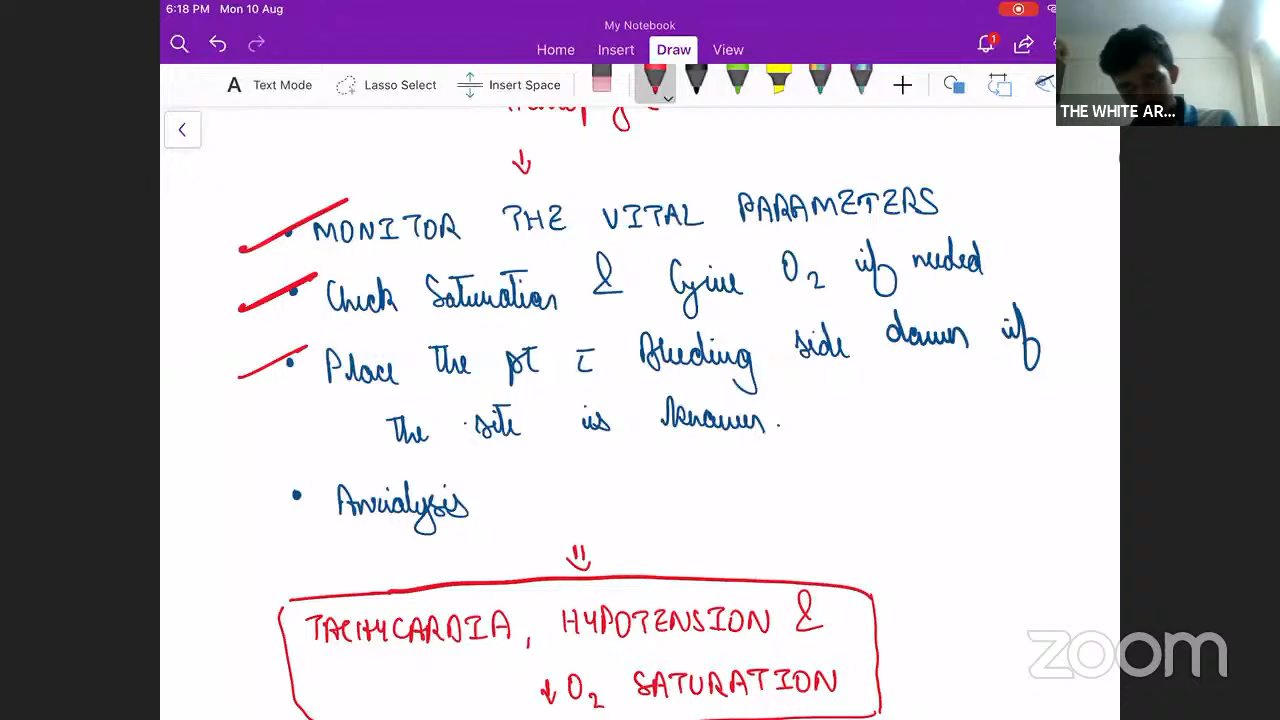 6:18 PM Mon 10 Aug
My Notebook
Home Insert Draw View
1
A Text Mode Lasso Select Insert Space
THE WHITE AR...
• MONITOR THE VITAL PARAMETERS
• Check Saturation & Give O2 if needed
• Place the pt c̄ Bleeding side down if
the site is known.
• Anxiolysis
⇓
TACHYCARDIA, HYPOTENSION &
↓ O2 SATURATION
zoom